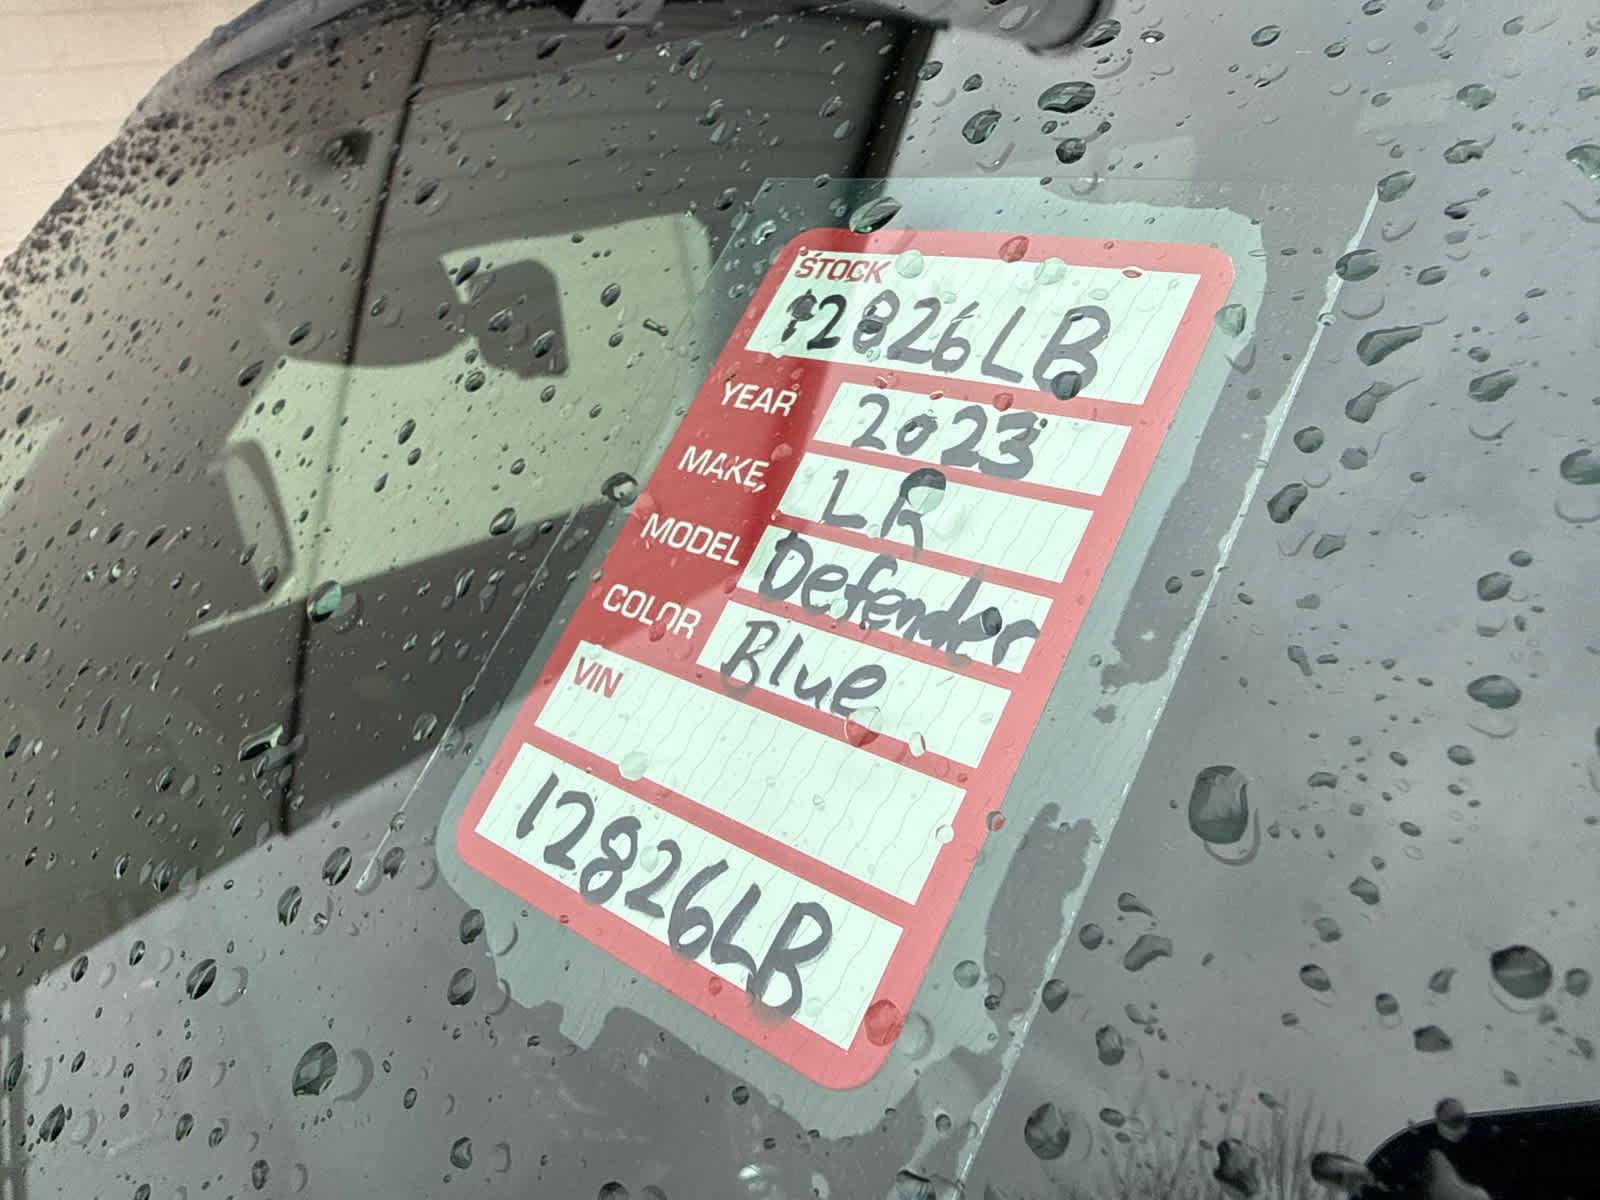 STOCK
12826LB
YEAR 2023
MAKE LR
MODEL Defender
COLOR Blue
VIN
12826LB